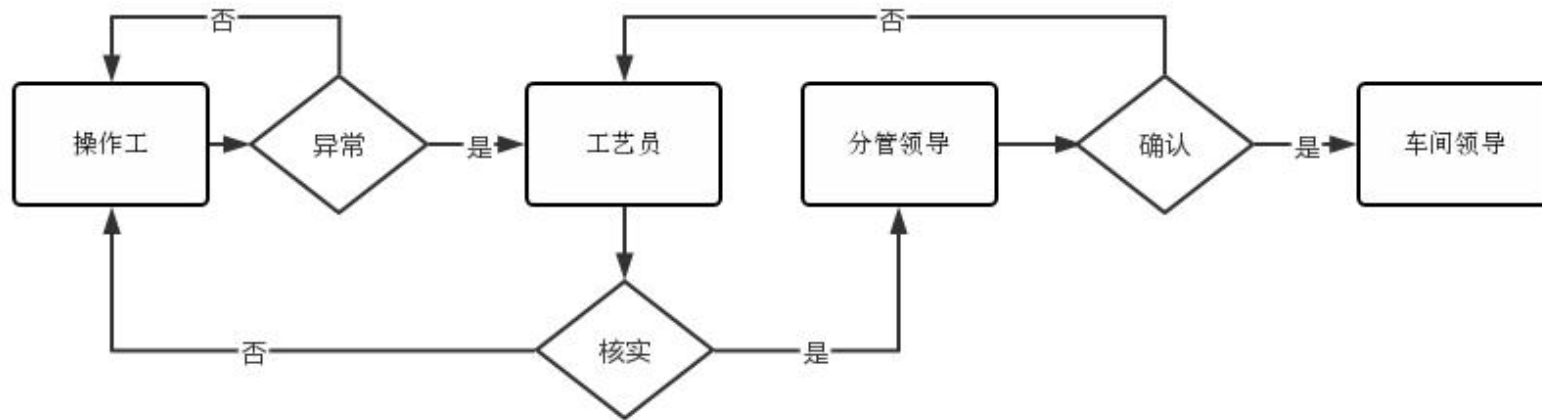 否
否
操作工
异常
是
工艺员
分管领导
确认
是
车间领导
否
核实
是